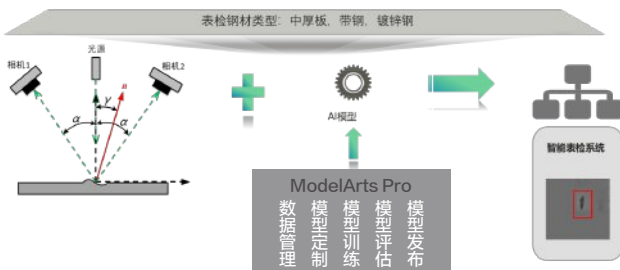 表检钢材类型：中厚板，带钢，镀锌钢
光源
相机1
相机2
n
γ
α
α
AI模型
ModelArts Pro
数据管理
模型定制
模型训练
模型评估
模型发布
智能表检系统